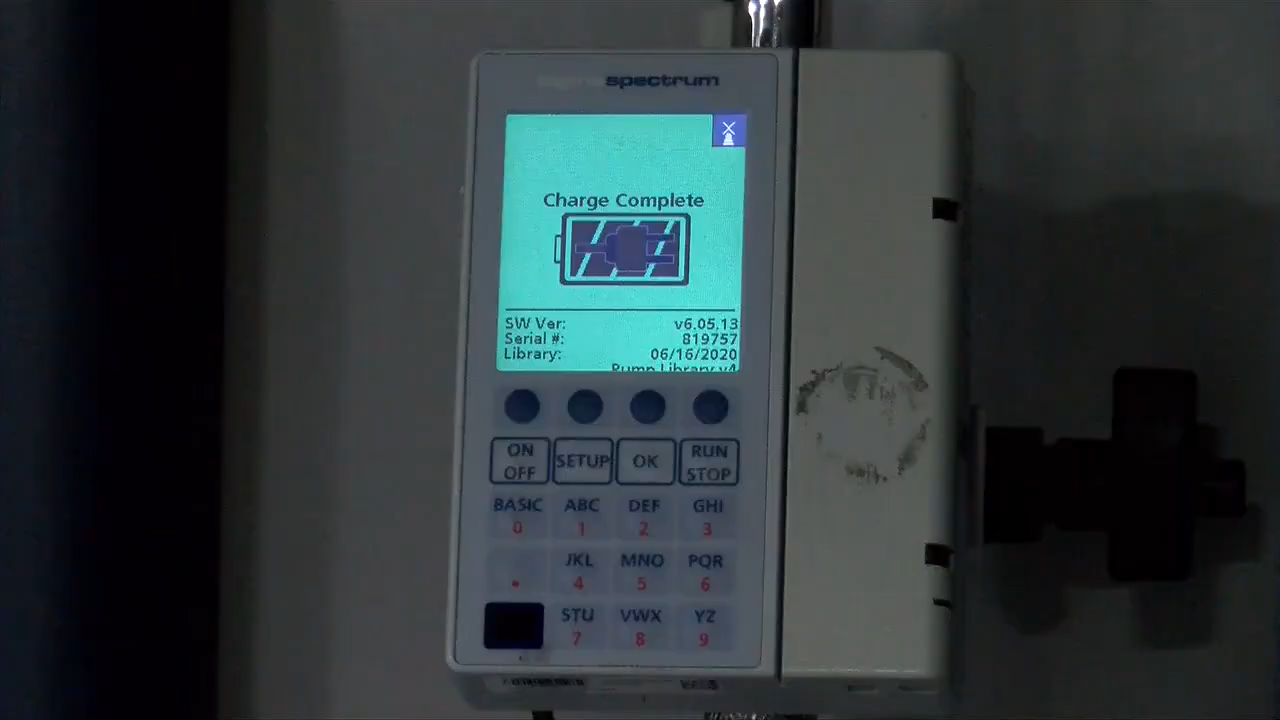 spectrum
Charge Complete
SW Ver: v6.05.13
Serial #: 819757
Library: 06/16/2020
Pump Library v4
ON OFF
SETUP
OK
RUN STOP
BASIC ABC DEF GHI
0 1 2 3
JKL MNO PQR
. 4 5 6
STU VWX YZ
7 8 9